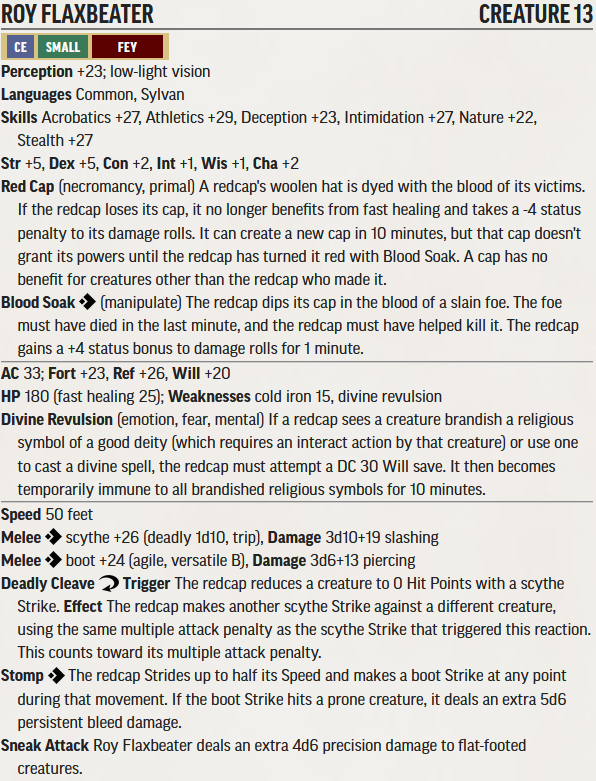 ROY FLAXBEATER CREATURE 13
CE SMALL FEY
Perception +23; low-light vision
Languages Common, Sylvan
Skills Acrobatics +27, Athletics +29, Deception +23, Intimidation +27, Nature +22,
Stealth +27
Str +5, Dex +5, Con +2, Int +1, Wis +1, Cha +2
Red Cap (necromancy, primal) A redcap's woolen hat is dyed with the blood of its victims.
If the redcap loses its cap, it no longer benefits from fast healing and takes a -4 status
penalty to its damage rolls. It can create a new cap in 10 minutes, but that cap doesn't
grant its powers until the redcap has turned it red with Blood Soak. A cap has no
benefit for creatures other than the redcap who made it.
Blood Soak (manipulate) The redcap dips its cap in the blood of a slain foe. The foe
must have died in the last minute, and the redcap must have helped kill it. The redcap
gains a +4 status bonus to damage rolls for 1 minute.
AC 33; Fort +23, Ref +26, Will +20
HP 180 (fast healing 25); Weaknesses cold iron 15, divine revulsion
Divine Revulsion (emotion, fear, mental) If a redcap sees a creature brandish a religious
symbol of a good deity (which requires an interact action by that creature) or use one
to cast a divine spell, the redcap must attempt a DC 30 Will save. It then becomes
temporarily immune to all brandished religious symbols for 10 minutes.
Speed 50 feet
Melee scythe +26 (deadly 1d10, trip), Damage 3d10+19 slashing
Melee boot +24 (agile, versatile B), Damage 3d6+13 piercing
Deadly Cleave Trigger The redcap reduces a creature to 0 Hit Points with a scythe
Strike. Effect The redcap makes another scythe Strike against a different creature,
using the same multiple attack penalty as the scythe Strike that triggered this reaction.
This counts toward its multiple attack penalty.
Stomp The redcap Strides up to half its Speed and makes a boot Strike at any point
during that movement. If the boot Strike hits a prone creature, it deals an extra 5d6
persistent bleed damage.
Sneak Attack Roy Flaxbeater deals an extra 4d6 precision damage to flat-footed
creatures.